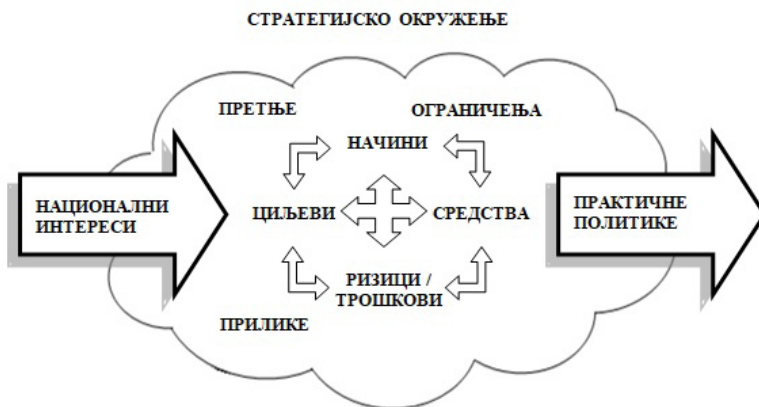 СТРАТЕГИЈСКО ОКРУЖЕЊЕ
ПРЕТЊЕ
ОГРАНИЧЕЊА
НАЧИНИ
НАЦИОНАЛНИ
ИНТЕРЕСИ
ЦИЉЕВИ
СРЕДСТВА
ПРАКТИЧНЕ
ПОЛИТИКЕ
РИЗИЦИ /
ТРОШКОВИ
ПРИЛИКЕ